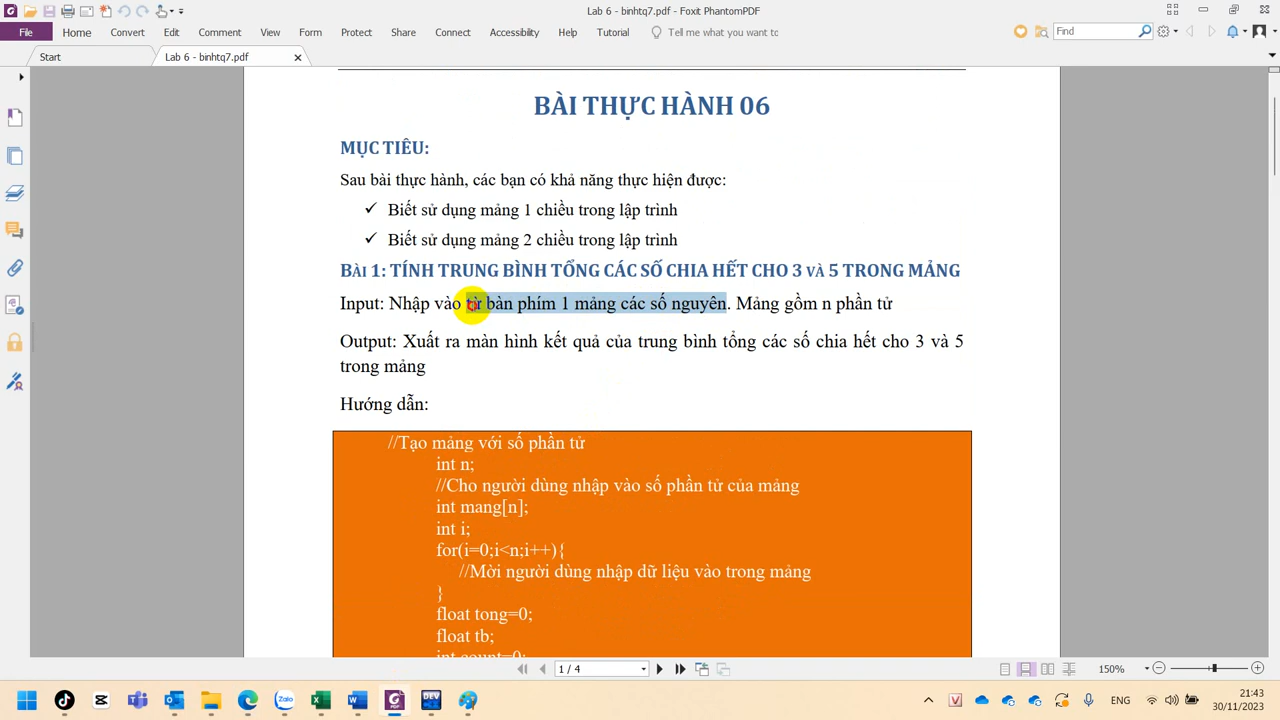 Lab 6 - binhtq7.pdf - Foxit PhantomPDF
File Home Convert Edit Comment View Form Protect Share Connect Accessibility Help Tutorial Tell me what you want to Find
Start Lab 6 - binhtq7.pdf
BÀI THỰC HÀNH 06
MỤC TIÊU:
Sau bài thực hành, các bạn có khả năng thực hiện được:
Biết sử dụng mảng 1 chiều trong lập trình
Biết sử dụng mảng 2 chiều trong lập trình
BÀI 1: TÍNH TRUNG BÌNH TỔNG CÁC SỐ CHIA HẾT CHO 3 VÀ 5 TRONG MẢNG
Input: Nhập vào từ bàn phím 1 mảng các số nguyên. Mảng gồm n phần tử
Output: Xuất ra màn hình kết quả của trung bình tổng các số chia hết cho 3 và 5
trong mảng
Hướng dẫn:
//Tạo mảng với số phần tử
int n;
//Cho người dùng nhập vào số phần tử của mảng
int mang[n];
int i;
for(i=0;i<n;i++){
//Mời người dùng nhập dữ liệu vào trong mảng
}
float tong=0;
float tb;
int count=0;
1 / 4 150%
Zalo DEV ENG 21:43
30/11/2023